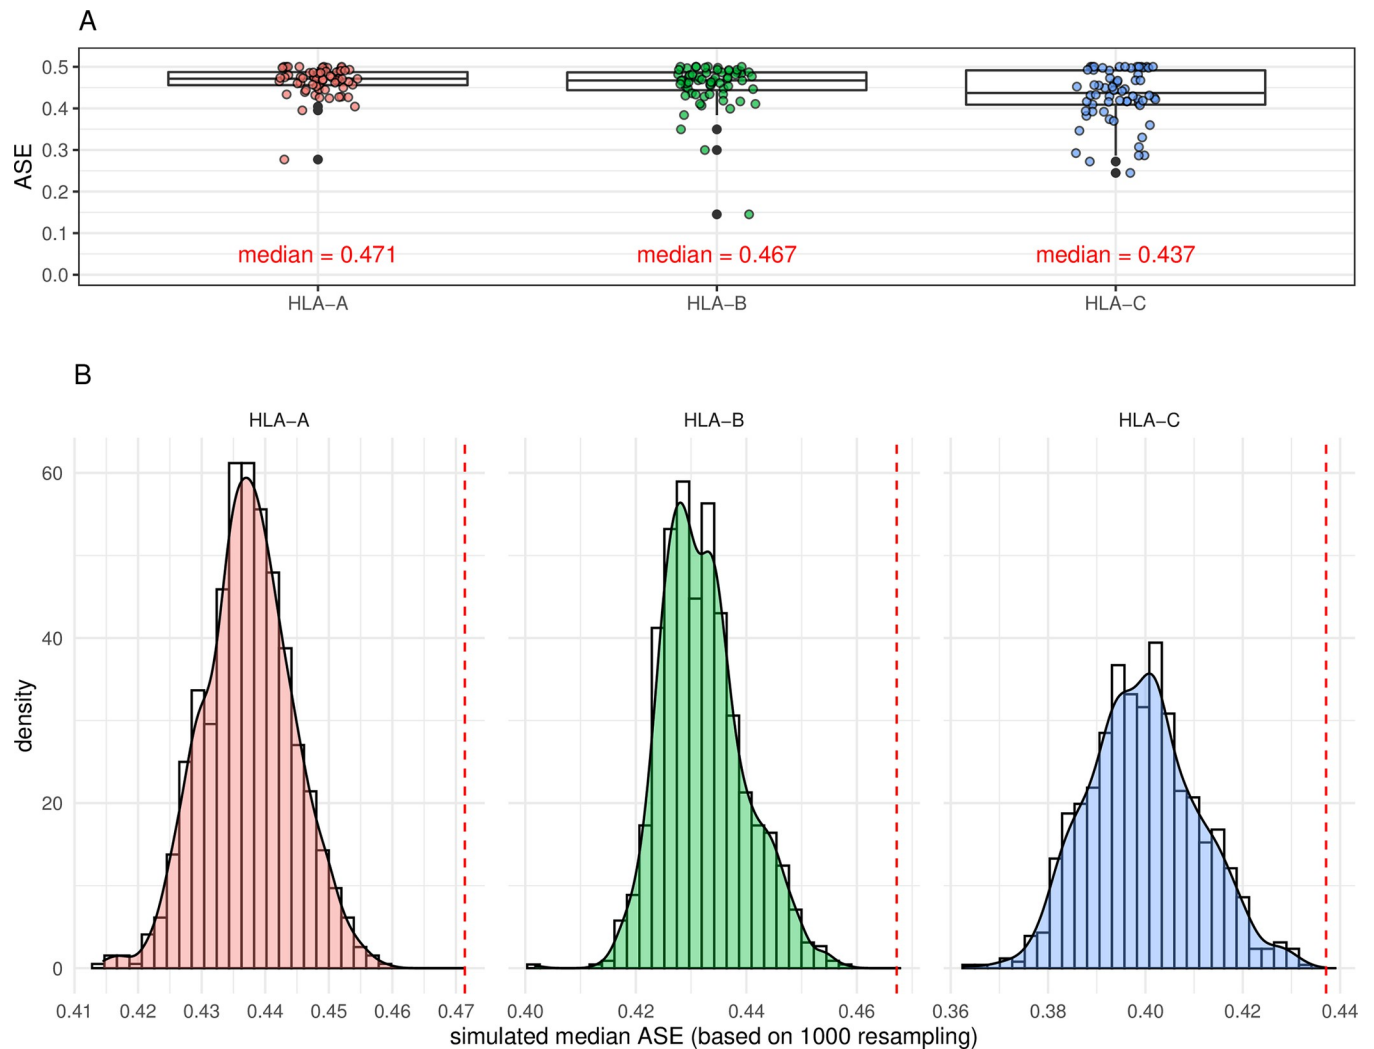 A
ASE
0.5
0.4
0.3
0.2
0.1
0.0
median = 0.471
median = 0.467
median = 0.437
HLA−A
HLA−B
HLA−C
B
HLA−A
HLA−B
HLA−C
density
60
40
20
0
0.41 0.42 0.43 0.44 0.45 0.46 0.47
0.40 0.42 0.44 0.46
0.36 0.38 0.40 0.42 0.44
simulated median ASE (based on 1000 resampling)